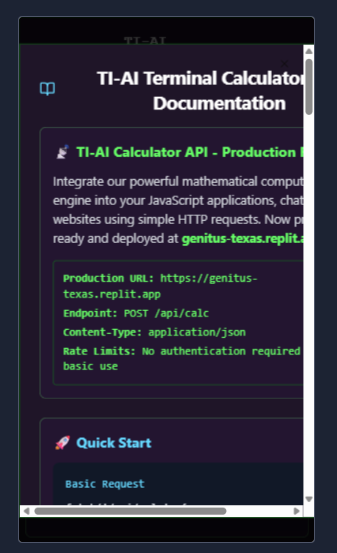 TI-AI
TI-AI Terminal Calculator
Documentation
TI-AI Calculator API - Production
Integrate our powerful mathematical comput
engine into your JavaScript applications, chat
websites using simple HTTP requests. Now pr
ready and deployed at genitus-texas.replit.a
Production URL: https://genitus-
texas.replit.app
Endpoint: POST /api/calc
Content-Type: application/json
Rate Limits: No authentication required
basic use
Quick Start
Basic Request